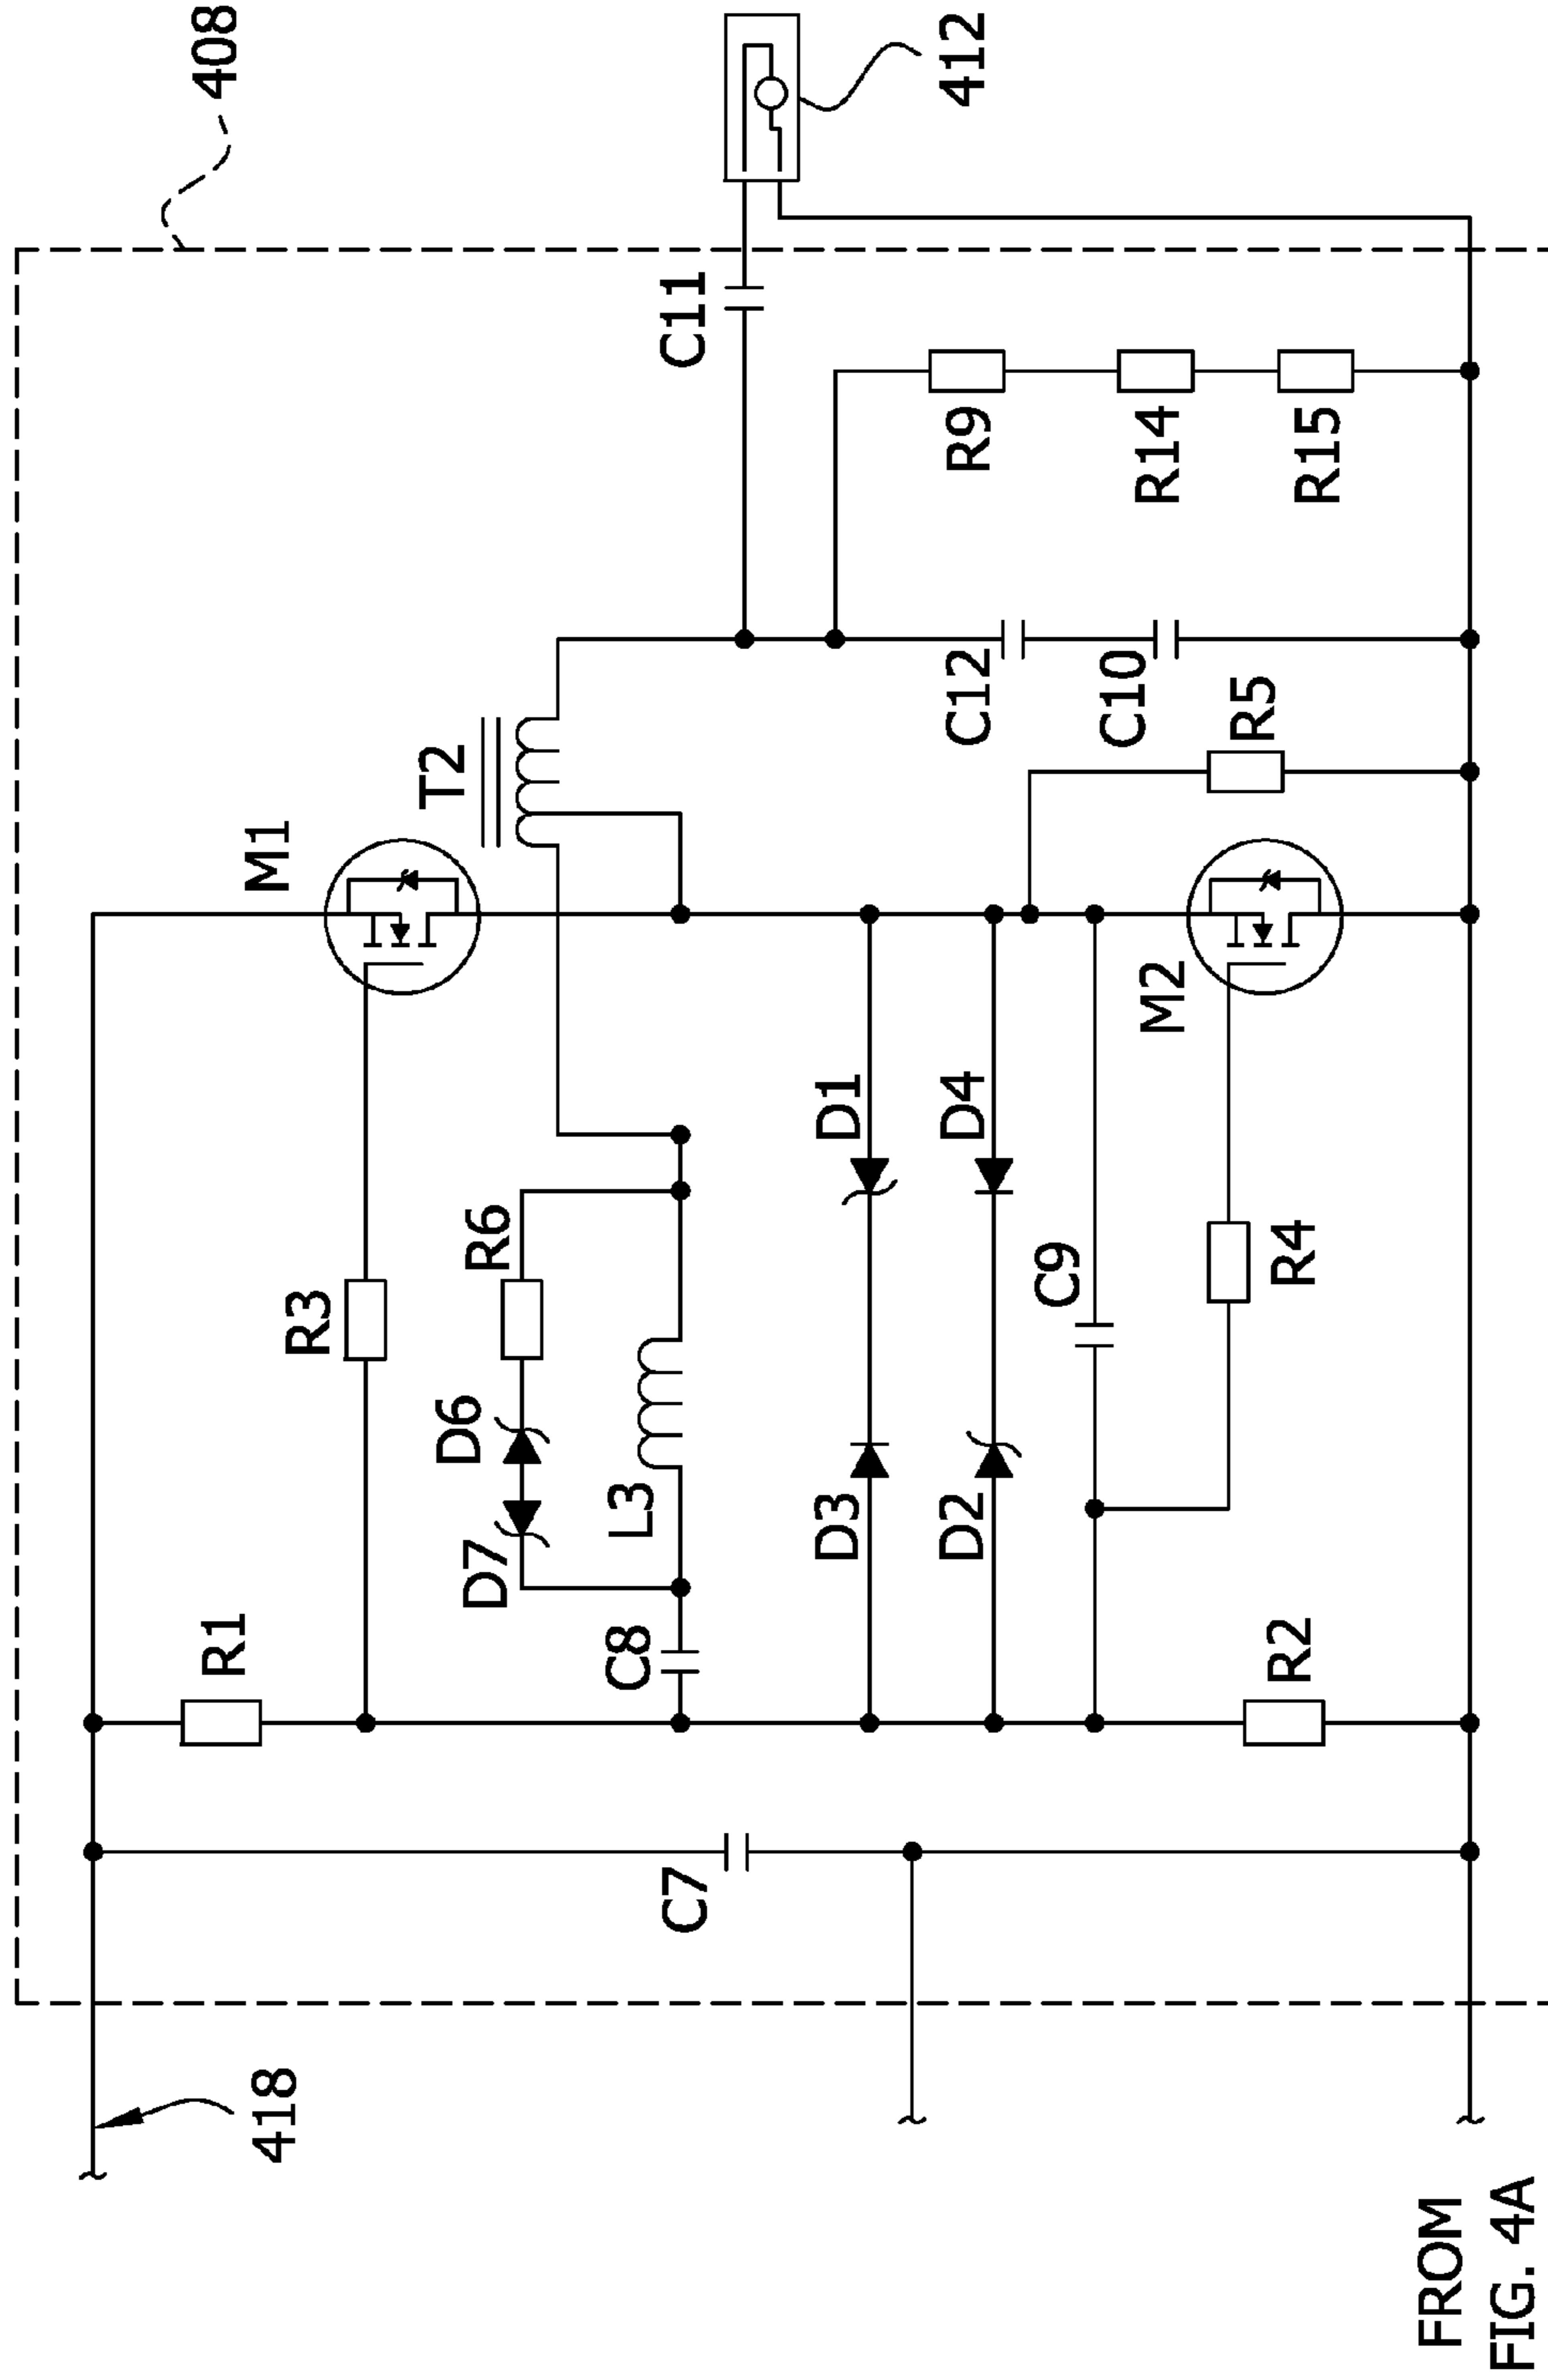 408
412
C11
R9
R14
R15
T2
C12
C10
R5
M1
M2
D1
D4
R3
R6
D6
D7
L3
C9
R4
D3
D2
R1
C8
R2
C7
418
FROM
FIG. 4A